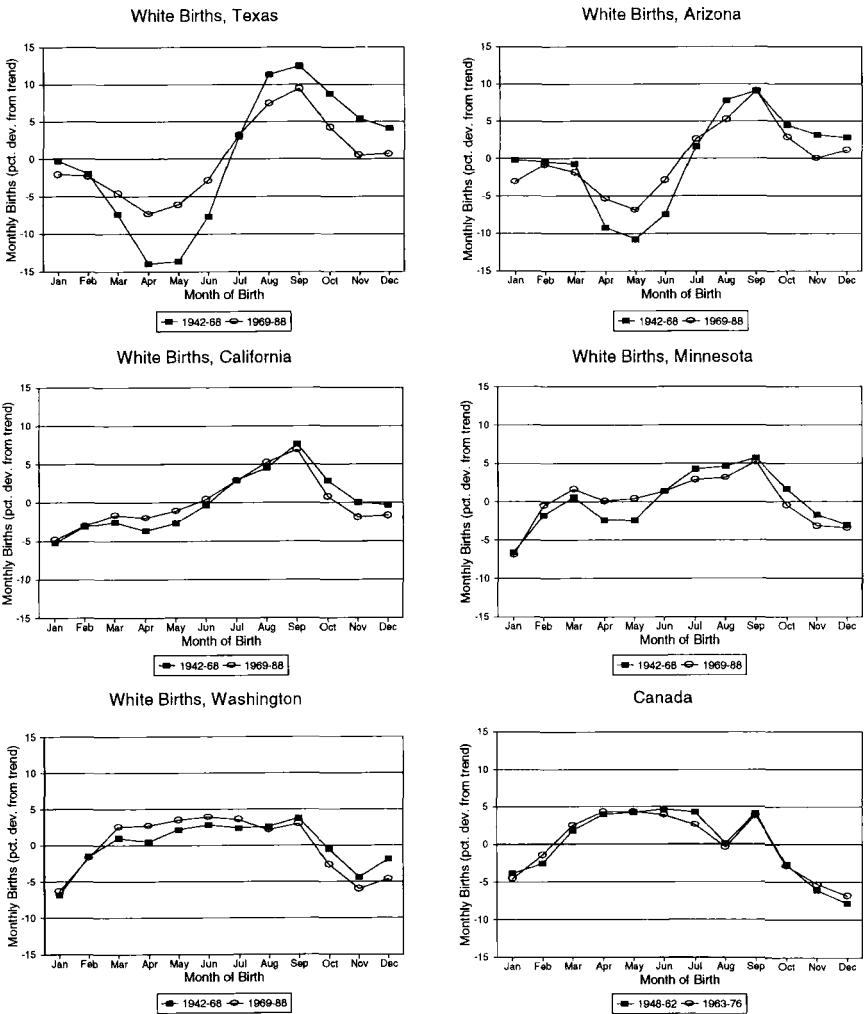 White Births, Texas
Monthly Births (pct. dev. from trend)
15
10
5
0
-5
-10
-15
Jan Feb Mar Apr May Jun Jul Aug Sep Oct Nov Dec
Month of Birth
1942-68 1969-88
White Births, Arizona
Monthly Births (pct. dev. from trend)
15
10
5
0
-5
-10
-15
Jan Feb Mar Apr May Jun Jul Aug Sep Oct Nov Dec
Month of Birth
1942-68 1969-88
White Births, California
Monthly Births (pct. dev. from trend)
15
10
5
0
-5
-10
-15
Jan Feb Mar Apr May Jun Jul Aug Sep Oct Nov Dec
Month of Birth
1942-68 1969-88
White Births, Minnesota
Monthly Births (pct. dev. from trend)
15
10
5
0
-5
-10
-15
Jan Feb Mar Apr May Jun Jul Aug Sep Oct Nov Dec
Month of Birth
1942-68 1969-88
White Births, Washington
Monthly Births (pct. dev. from trend)
15
10
5
0
-5
-10
-15
Jan Feb Mar Apr May Jun Jul Aug Sep Oct Nov Dec
Month of Birth
1942-68 1969-88
Canada
Monthly Births (pct. dev. from trend)
15
10
5
0
-5
-10
-15
Jan Feb Mar Apr May Jun Jul Aug Sep Oct Nov Dec
Month of Birth
1948-62 1963-76